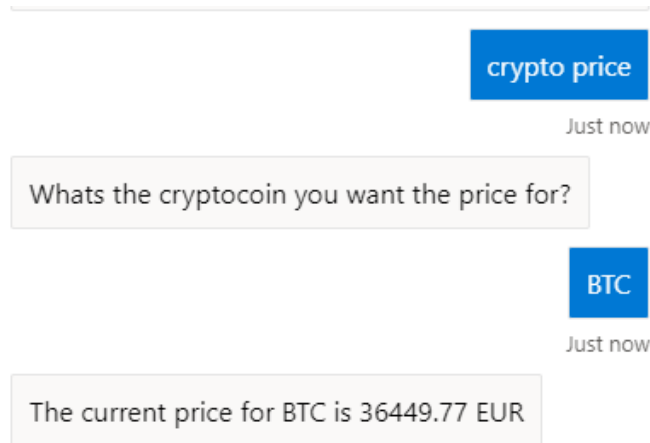 crypto price
Just now
Whats the cryptocoin you want the price for?
BTC
Just now
The current price for BTC is 36449.77 EUR